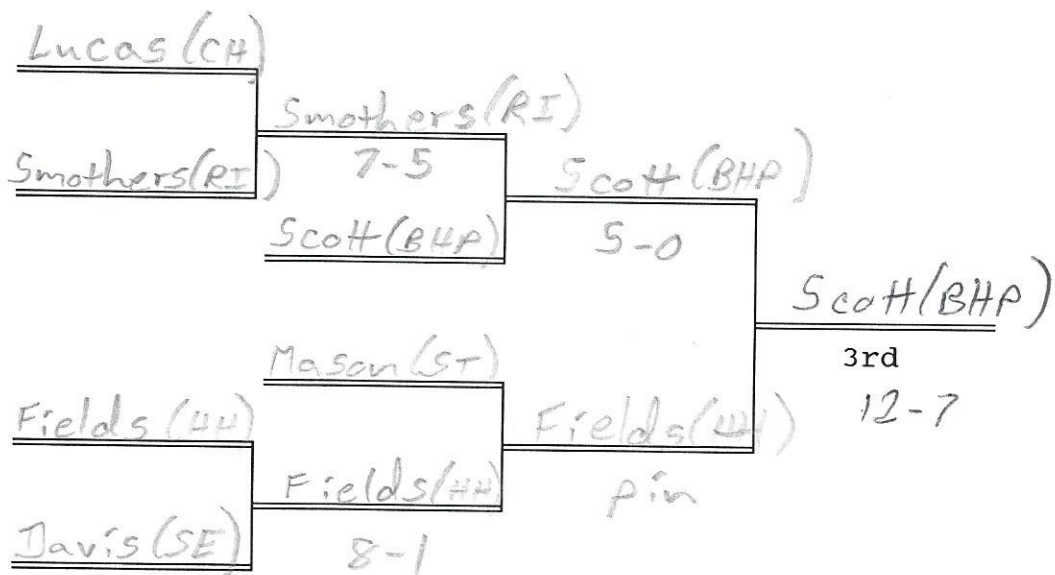 Lucas (CH)
Smothers (RI)
7-5
Smothers (RI)
Scott (BHP)
5-0
Scott (BHP)
Scott (BHP)
3rd
12-7
Mason (ST)
Fields (HH)
Fields (HH)
pin
Fields (HH)
8-1
Davis (SE)